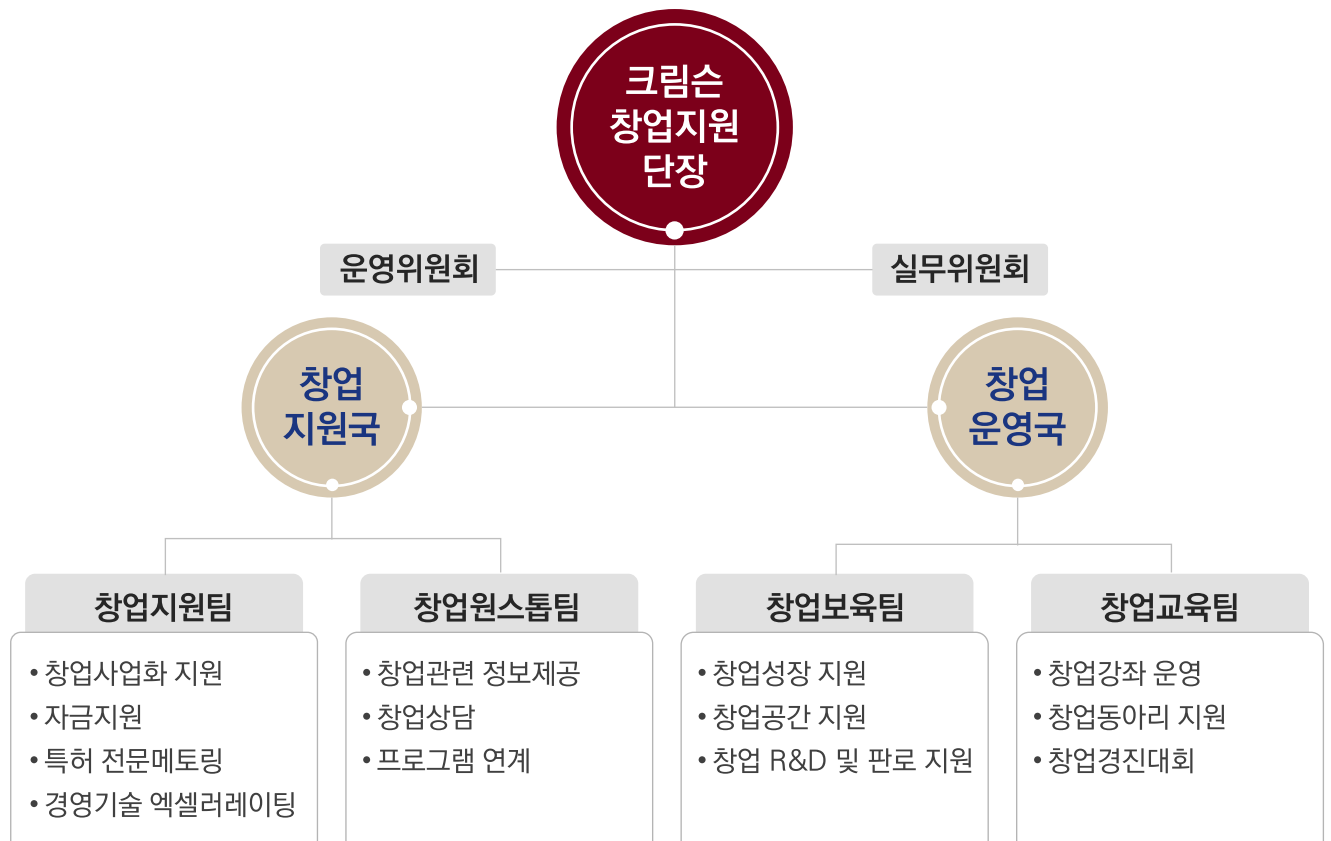 크림슨
창업지원
단장
운영위원회
실무위원회
창업
지원국
창업
운영국
창업지원팀
• 창업사업화 지원
• 자금지원
• 특허 전문메토링
• 경영기술 엑셀러레이팅
창업원스톱팀
• 창업관련 정보제공
• 창업상담
• 프로그램 연계
창업보육팀
• 창업성장 지원
• 창업공간 지원
• 창업 R&D 및 판로 지원
창업교육팀
• 창업강좌 운영
• 창업동아리 지원
• 창업경진대회